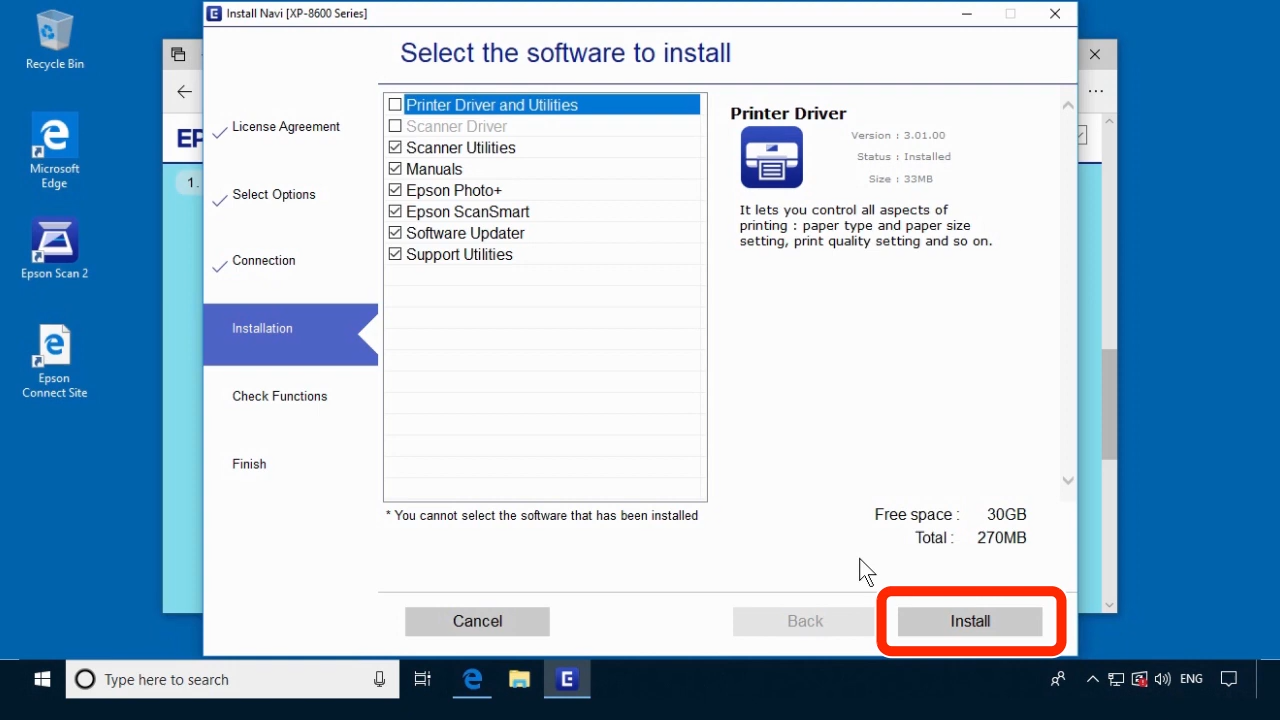 Install Navi [XP-8600 Series]
Recycle Bin
Microsoft
Edge
Epson Scan 2
Epson
Connect Site
EP
1.
Select the software to install
License Agreement
Select Options
Connection
Installation
Check Functions
Finish
Printer Driver and Utilities
Scanner Driver
Scanner Utilities
Manuals
Epson Photo+
Epson ScanSmart
Software Updater
Support Utilities
* You cannot select the software that has been installed
Printer Driver
Version : 3.01.00
Status : Installed
Size : 33MB
It lets you control all aspects of
printing : paper type and paper size
setting, print quality setting and so on.
Free space : 30GB
Total : 270MB
Cancel
Back
Install
Type here to search
ENG